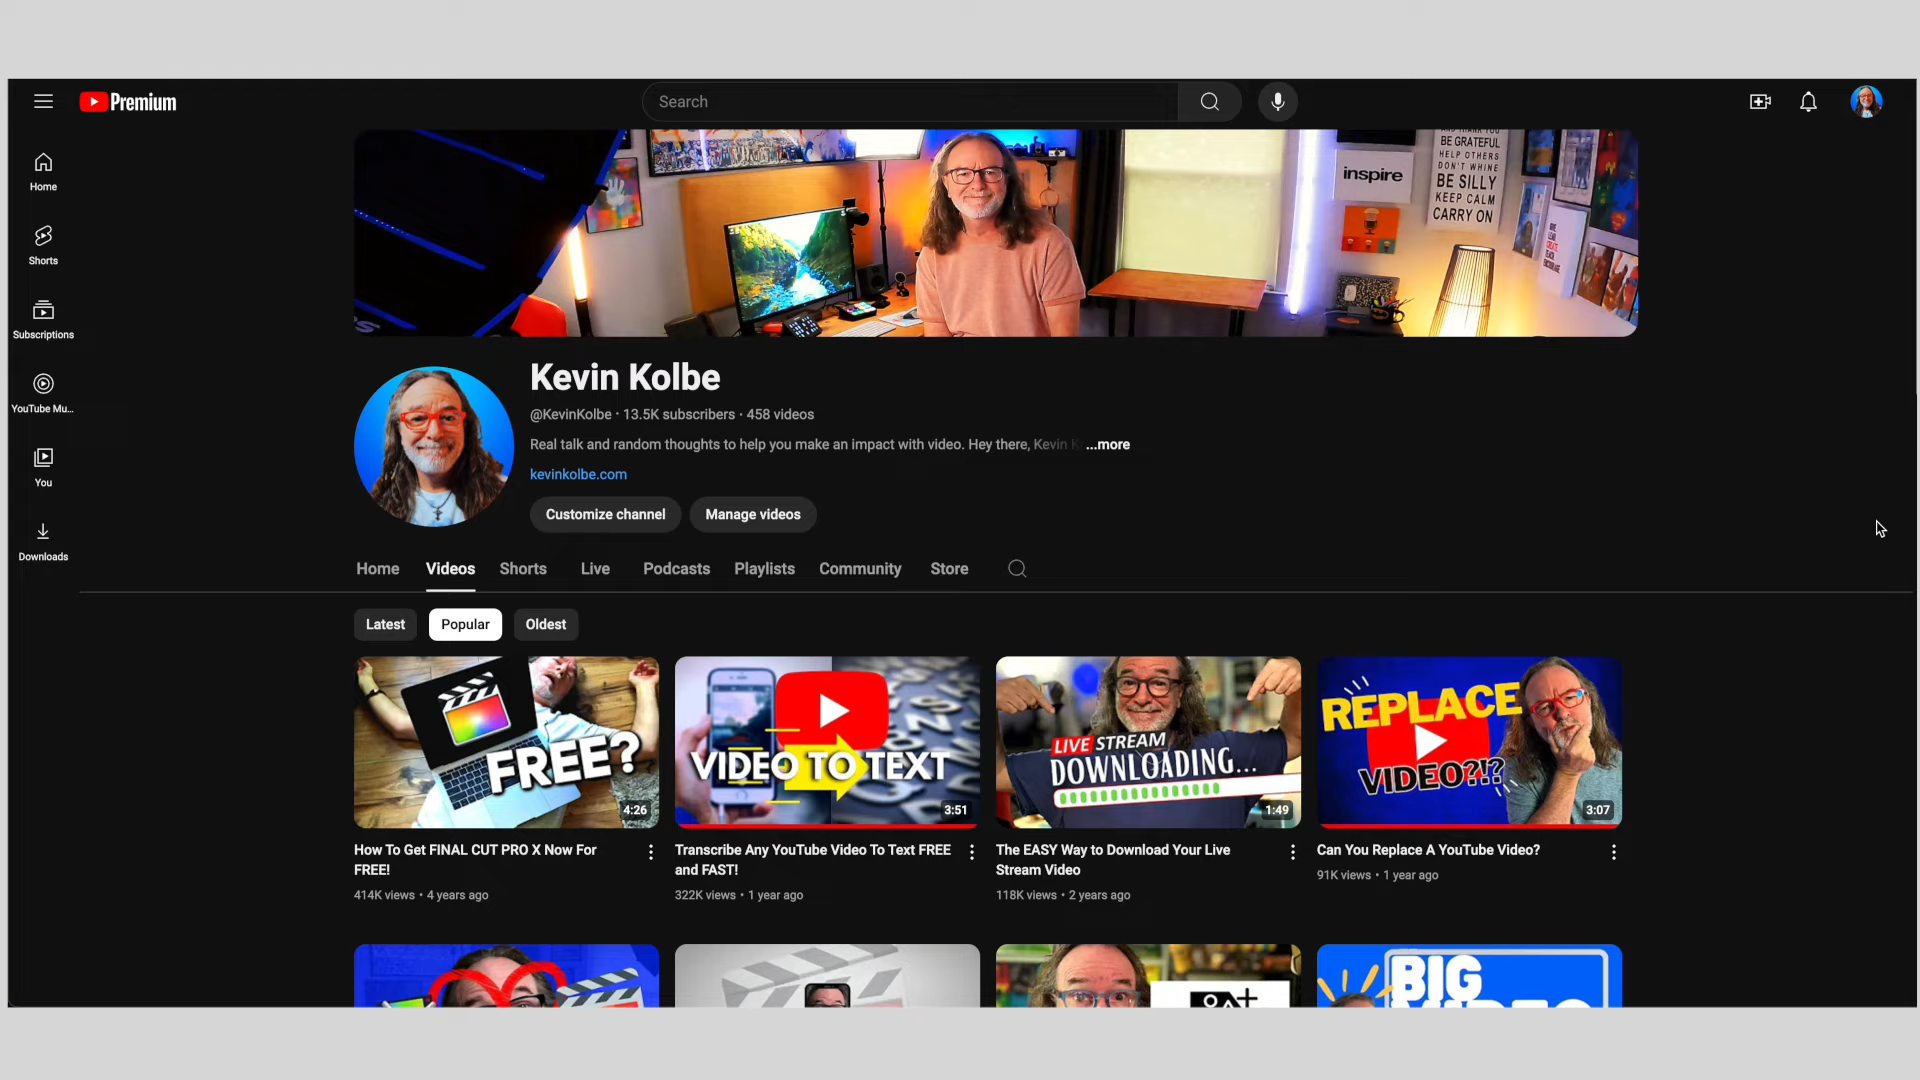 Premium
Search
Home
Shorts
Subscriptions
YouTube Mu...
You
Downloads
inspire
BE GRATEFUL
HELP OTHERS
DON'T WHINE
BE SILLY
KEEP CALM
CARRY ON
Kevin Kolbe
@KevinKolbe · 13.5K subscribers · 458 videos
Real talk and random thoughts to help you make an impact with video. Hey there, Kevin K ...more
kevinkolbe.com
Customize channel
Manage videos
Home Videos Shorts Live Podcasts Playlists Community Store
Latest Popular Oldest
FREE?
4:26
How To Get FINAL CUT PRO X Now For
FREE!
414K views • 4 years ago
VIDEO TO TEXT
3:51
Transcribe Any YouTube Video To Text FREE
and FAST!
322K views • 1 year ago
LIVE STREAM
DOWNLOADING...
1:49
The EASY Way to Download Your Live
Stream Video
118K views • 2 years ago
REPLACE
VIDEO?!?
3:07
Can You Replace A YouTube Video?
91K views • 1 year ago
BIG